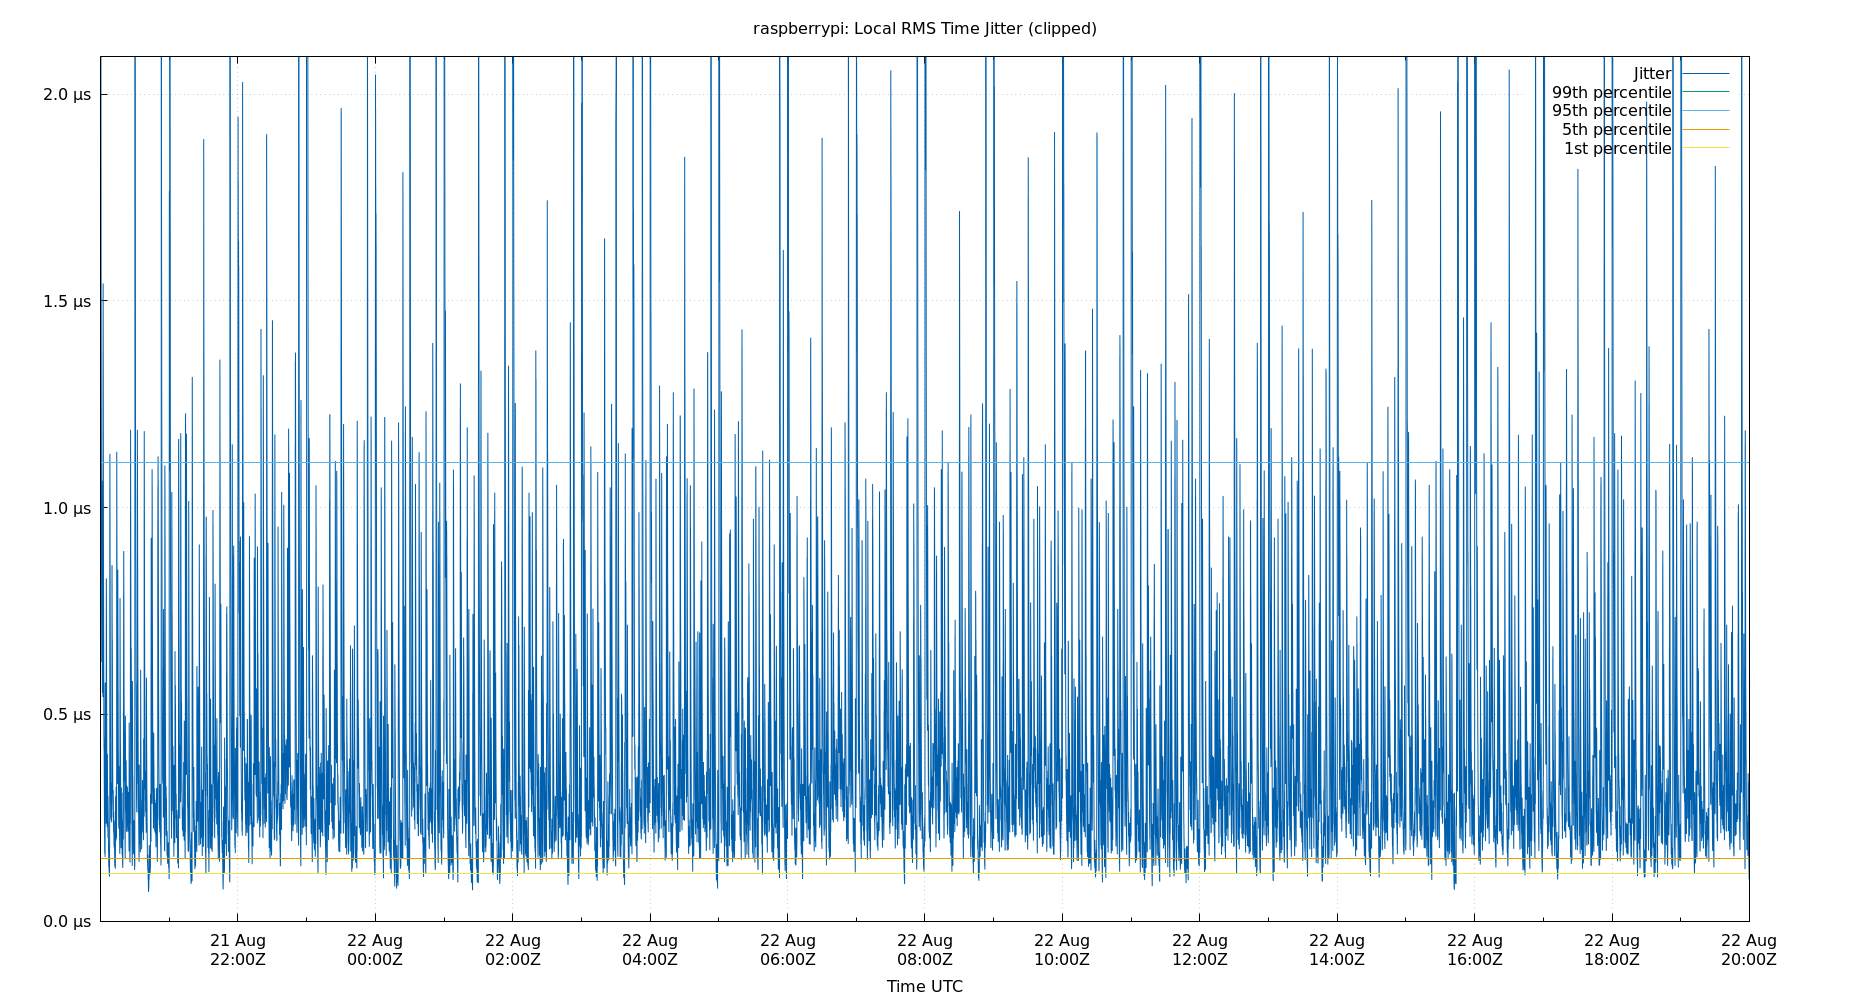 raspberrypi: Local RMS Time Jitter (clipped)
Jitter
99th percentile
95th percentile
5th percentile
1st percentile
2.0 µs
1.5 µs
1.0 µs
0.5 µs
0.0 µs
21 Aug 22 Aug 22 Aug 22 Aug 22 Aug 22 Aug 22 Aug 22 Aug 22 Aug 22 Aug 22 Aug 22 Aug
22:00Z 00:00Z 02:00Z 04:00Z 06:00Z 08:00Z 10:00Z 12:00Z 14:00Z 16:00Z 18:00Z 20:00Z
Time UTC